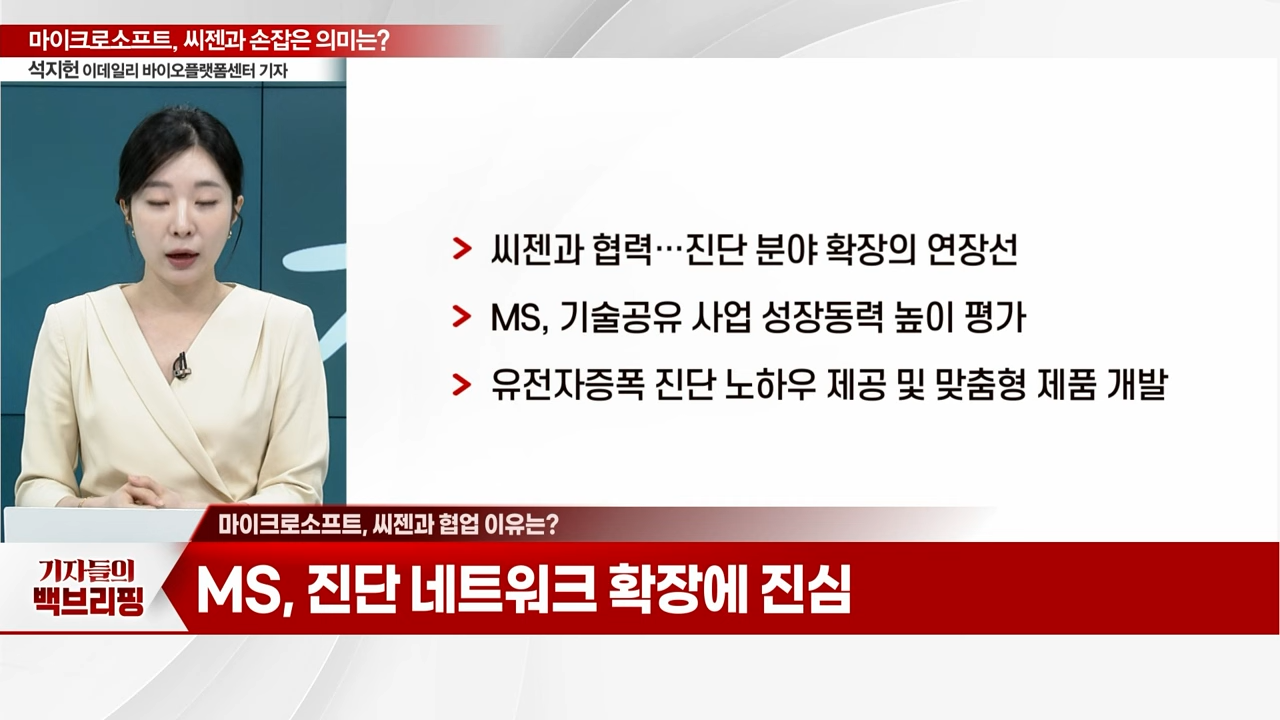 마이크로소프트, 씨젠과 손잡은 의미는?
석지헌 이데일리 바이오플랫폼센터 기자
> 씨젠과 협력…진단 분야 확장의 연장선
> MS, 기술공유 사업 성장동력 높이 평가
> 유전자증폭 진단 노하우 제공 및 맞춤형 제품 개발
마이크로소프트, 씨젠과 협업 이유는?
기자들의
백브리핑
MS, 진단 네트워크 확장에 진심